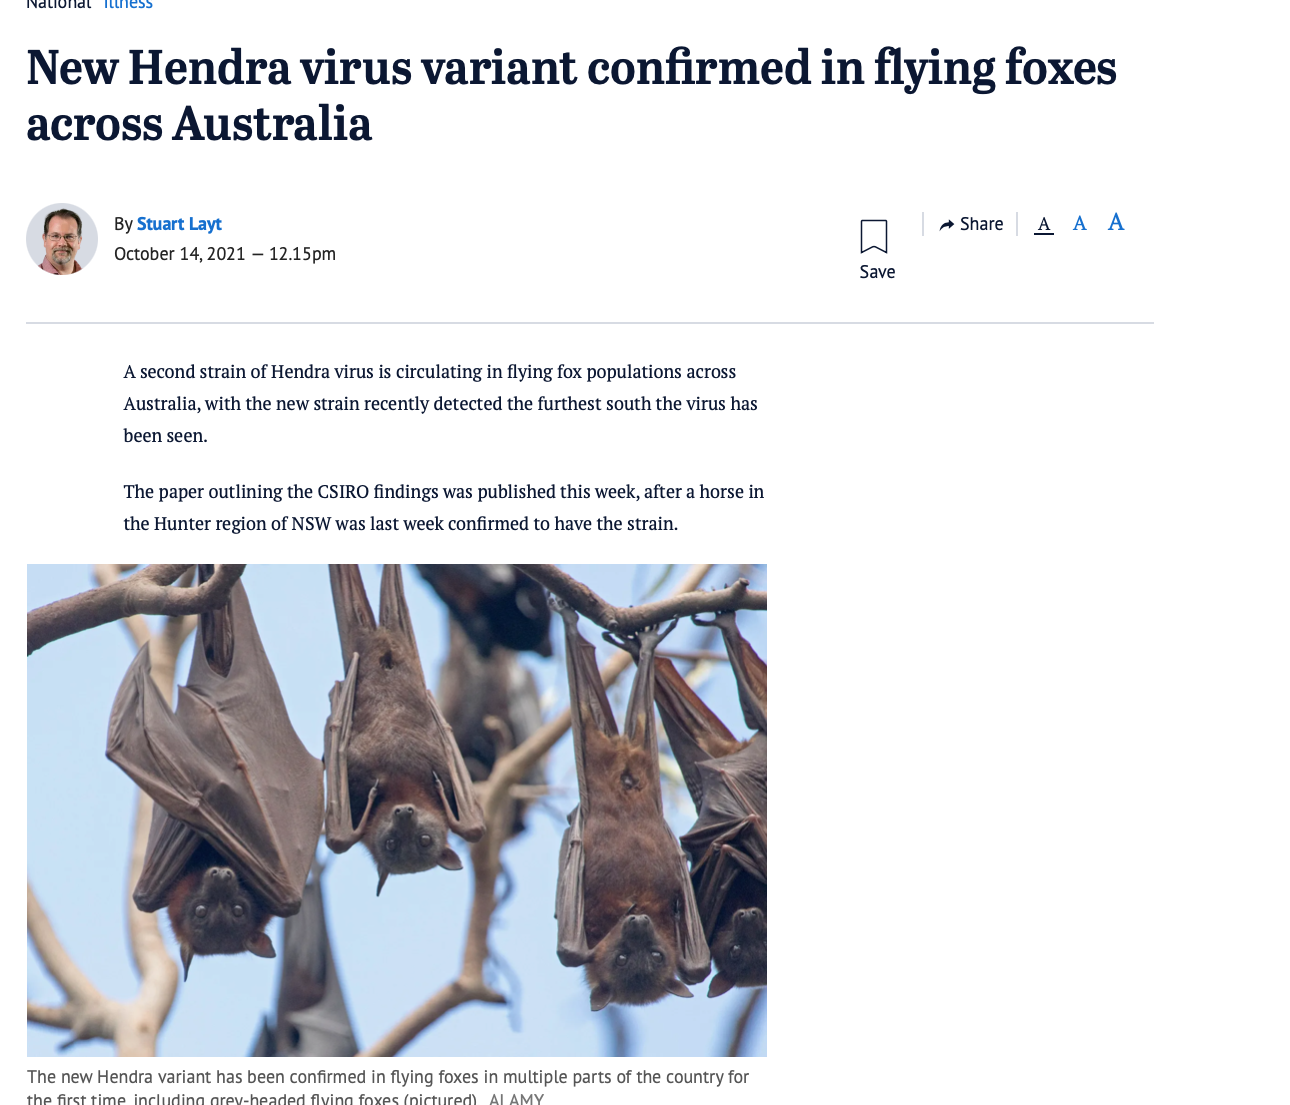 National Illness
New Hendra virus variant confirmed in flying foxes
across Australia
By Stuart Layt
October 14, 2021 — 12.15pm
Save
Share
A A A
A second strain of Hendra virus is circulating in flying fox populations across
Australia, with the new strain recently detected the furthest south the virus has
been seen.
The paper outlining the CSIRO findings was published this week, after a horse in
the Hunter region of NSW was last week confirmed to have the strain.
The new Hendra variant has been confirmed in flying foxes in multiple parts of the country for
the first time, including grey-headed flying foxes (pictured). ALAMY